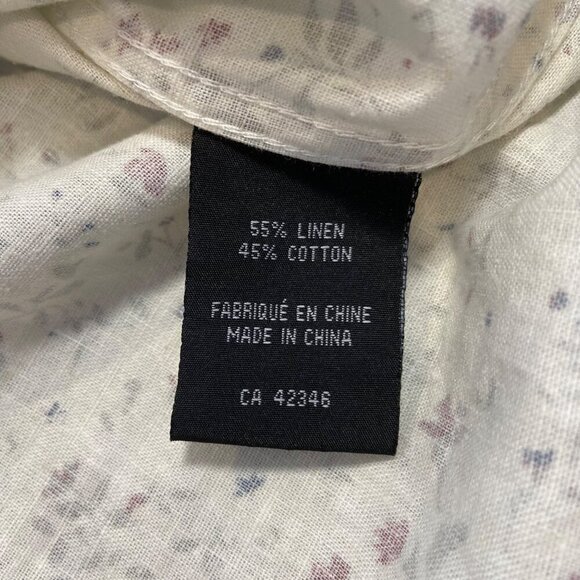 55% LINEN
45% COTTON
FABRIQUÉ EN CHINE
MADE IN CHINA
CA 42346